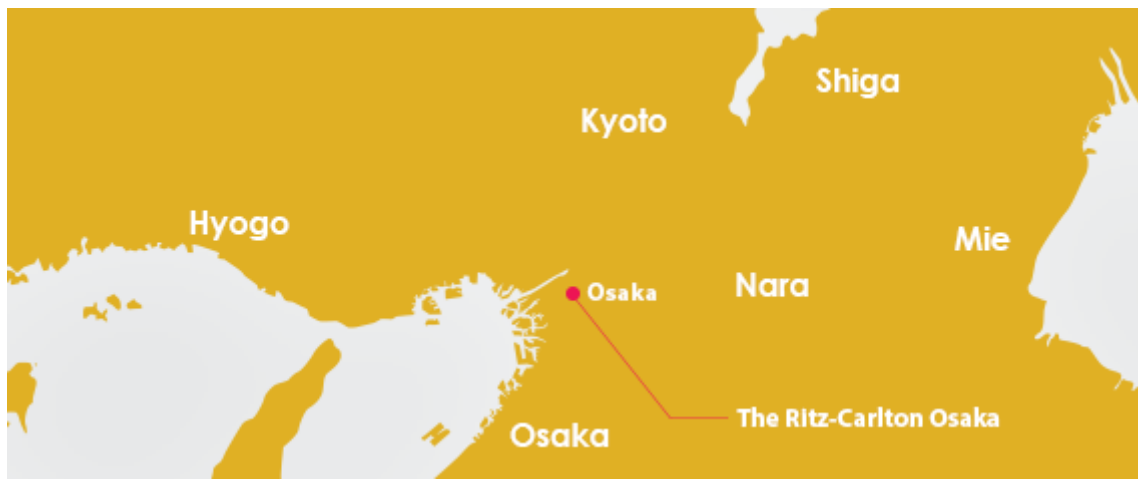 Shiga
Kyoto
Hyogo
Mie
Nara
Osaka
The Ritz-Carlton Osaka
Osaka